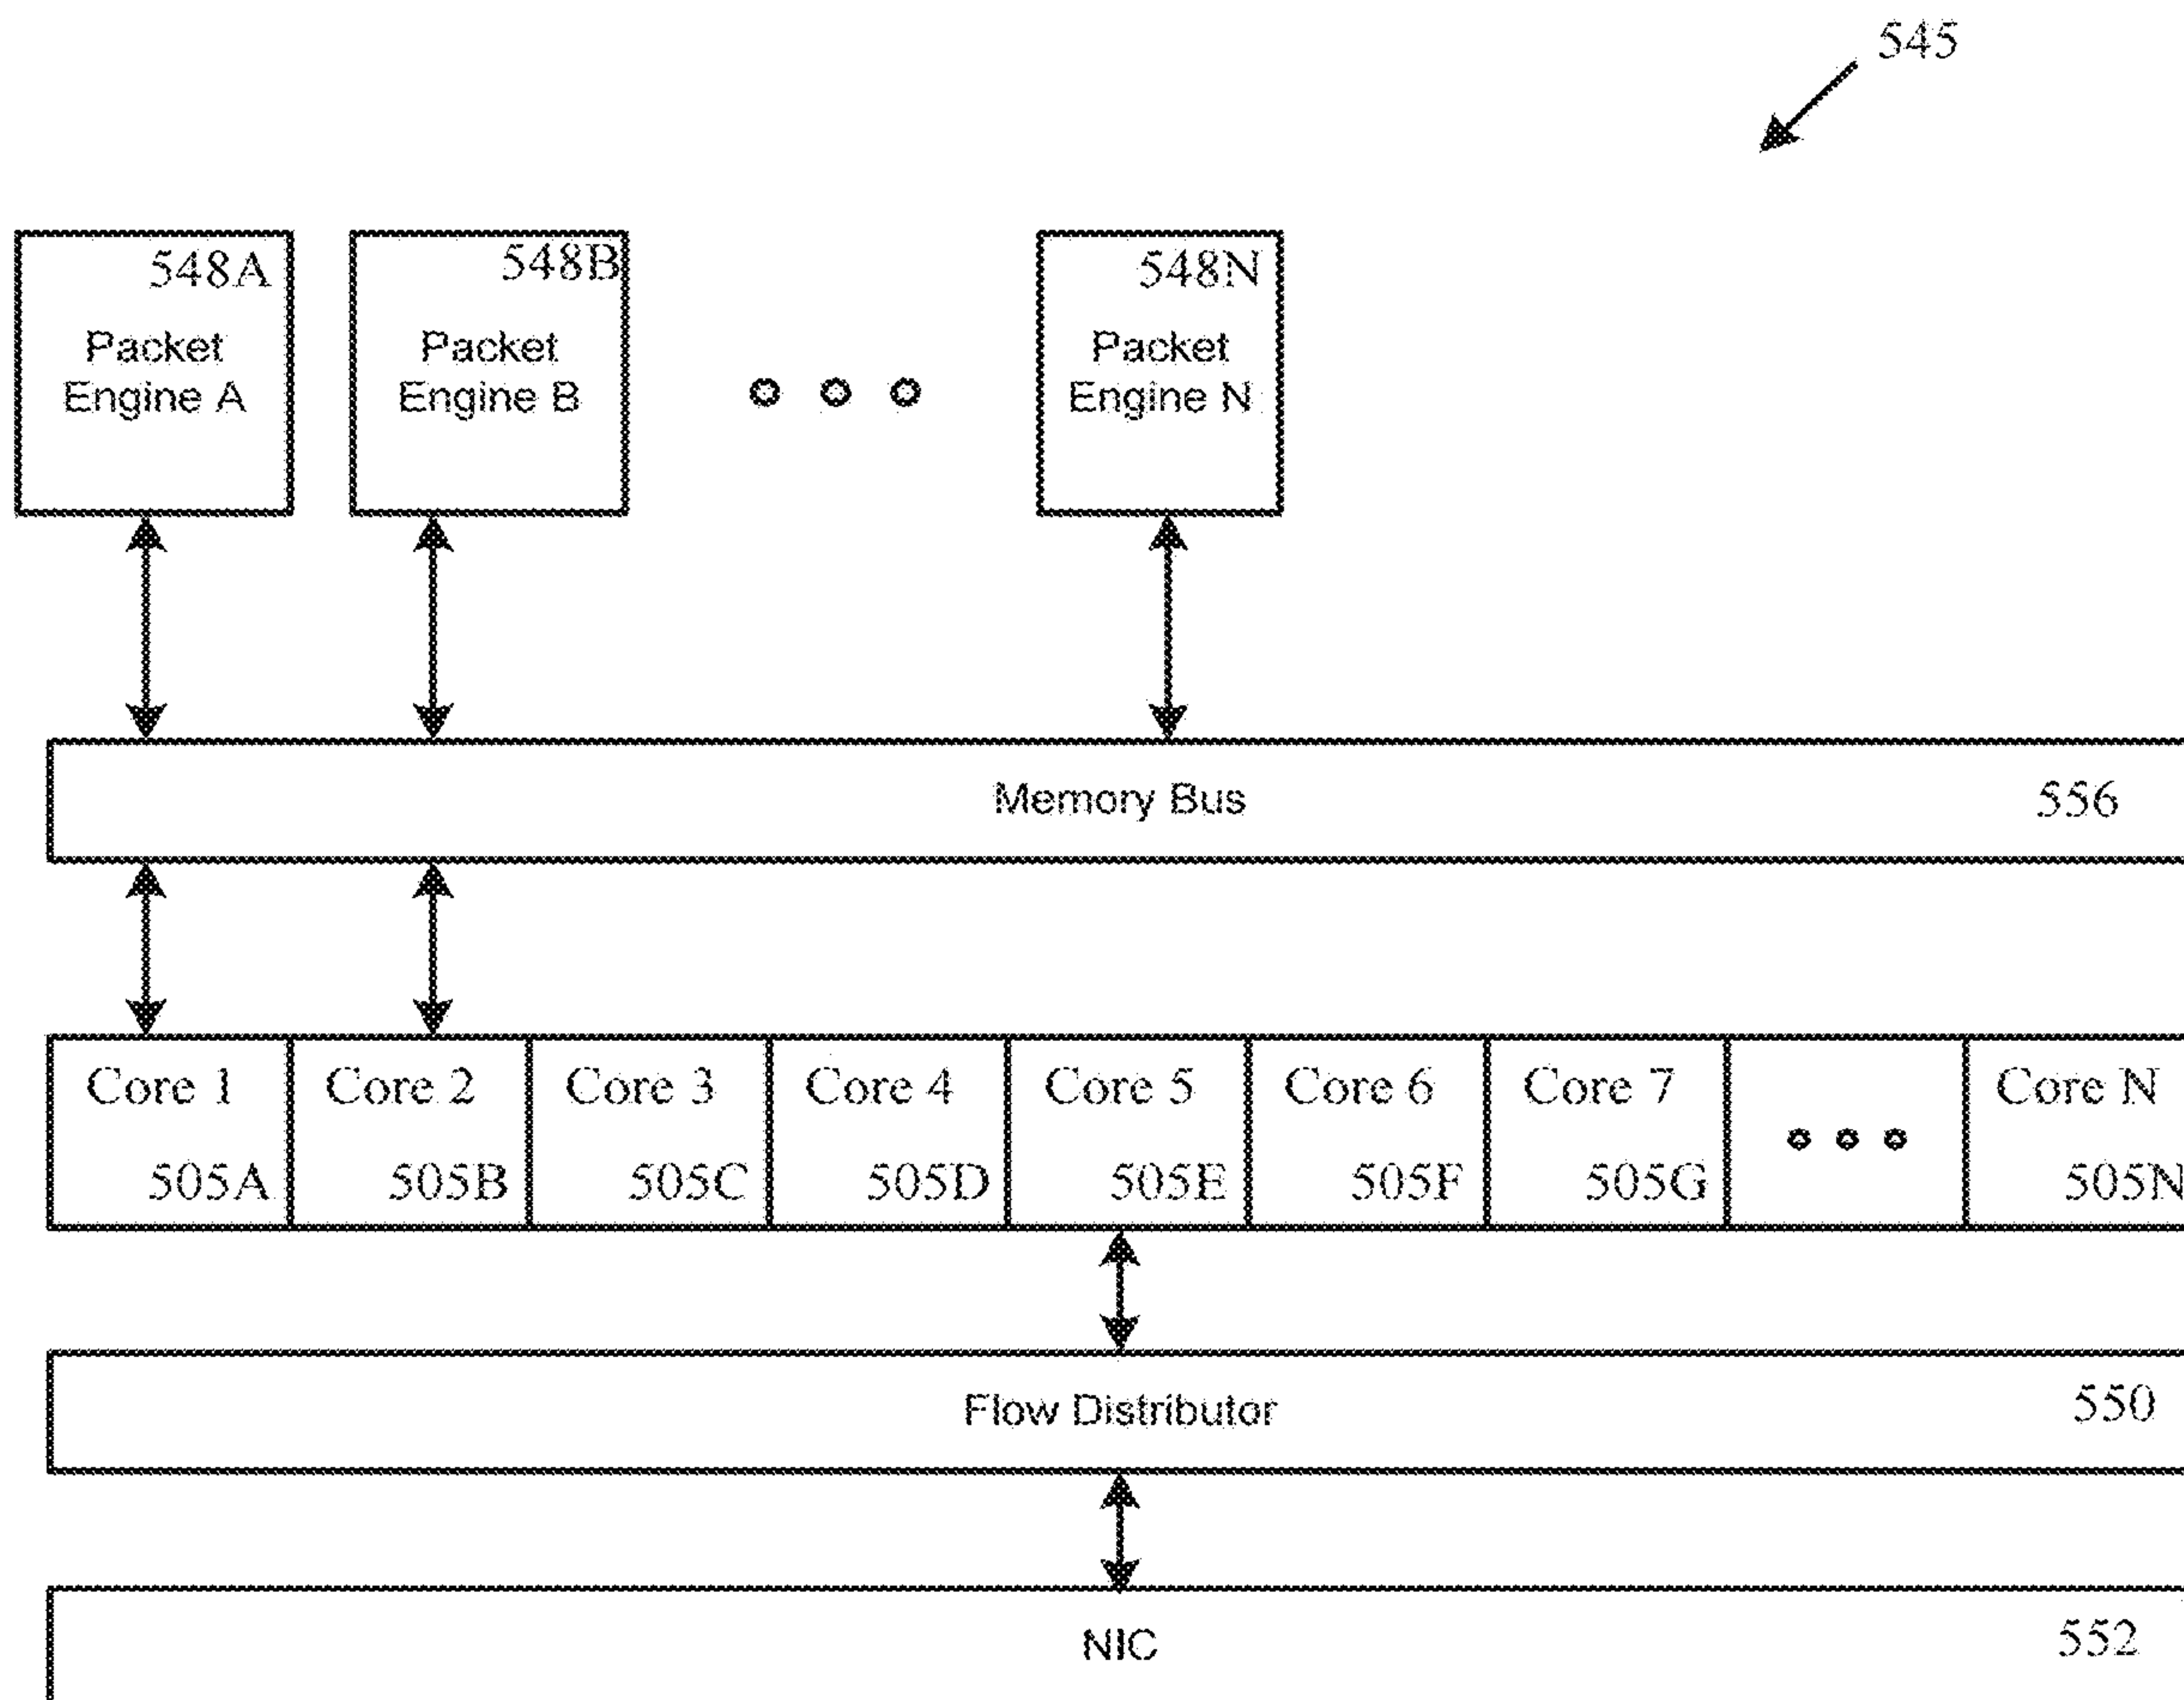 545
548A
Packet
Engine A
548B
Packet
Engine B
548N
Packet
Engine N
Memory Bus
556
Core 1
505A
Core 2
505B
Core 3
505C
Core 4
505D
Core 5
505E
Core 6
505F
Core 7
505G
Core N
505N
Flow Distributor
550
NIC
552